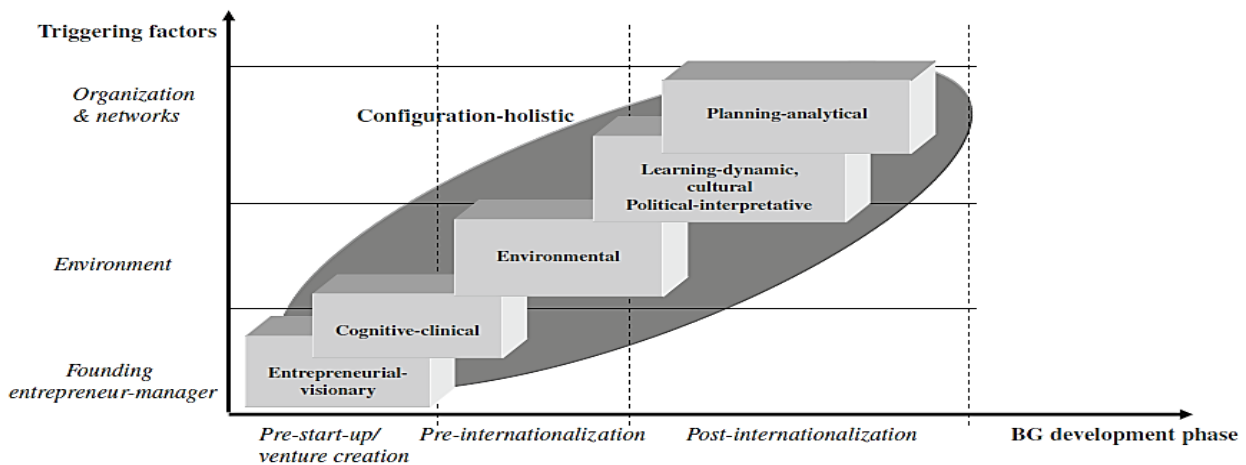 Triggering factors
Organization
& networks
Configuration-holistic
Planning-analytical
Learning-dynamic,
cultural
Political-interpretative
Environment
Environmental
Cognitive-clinical
Founding
entrepreneur-manager
Entrepreneurial-
visionary
Pre-start-up/
venture creation
Pre-internationalization
Post-internationalization
BG development phase